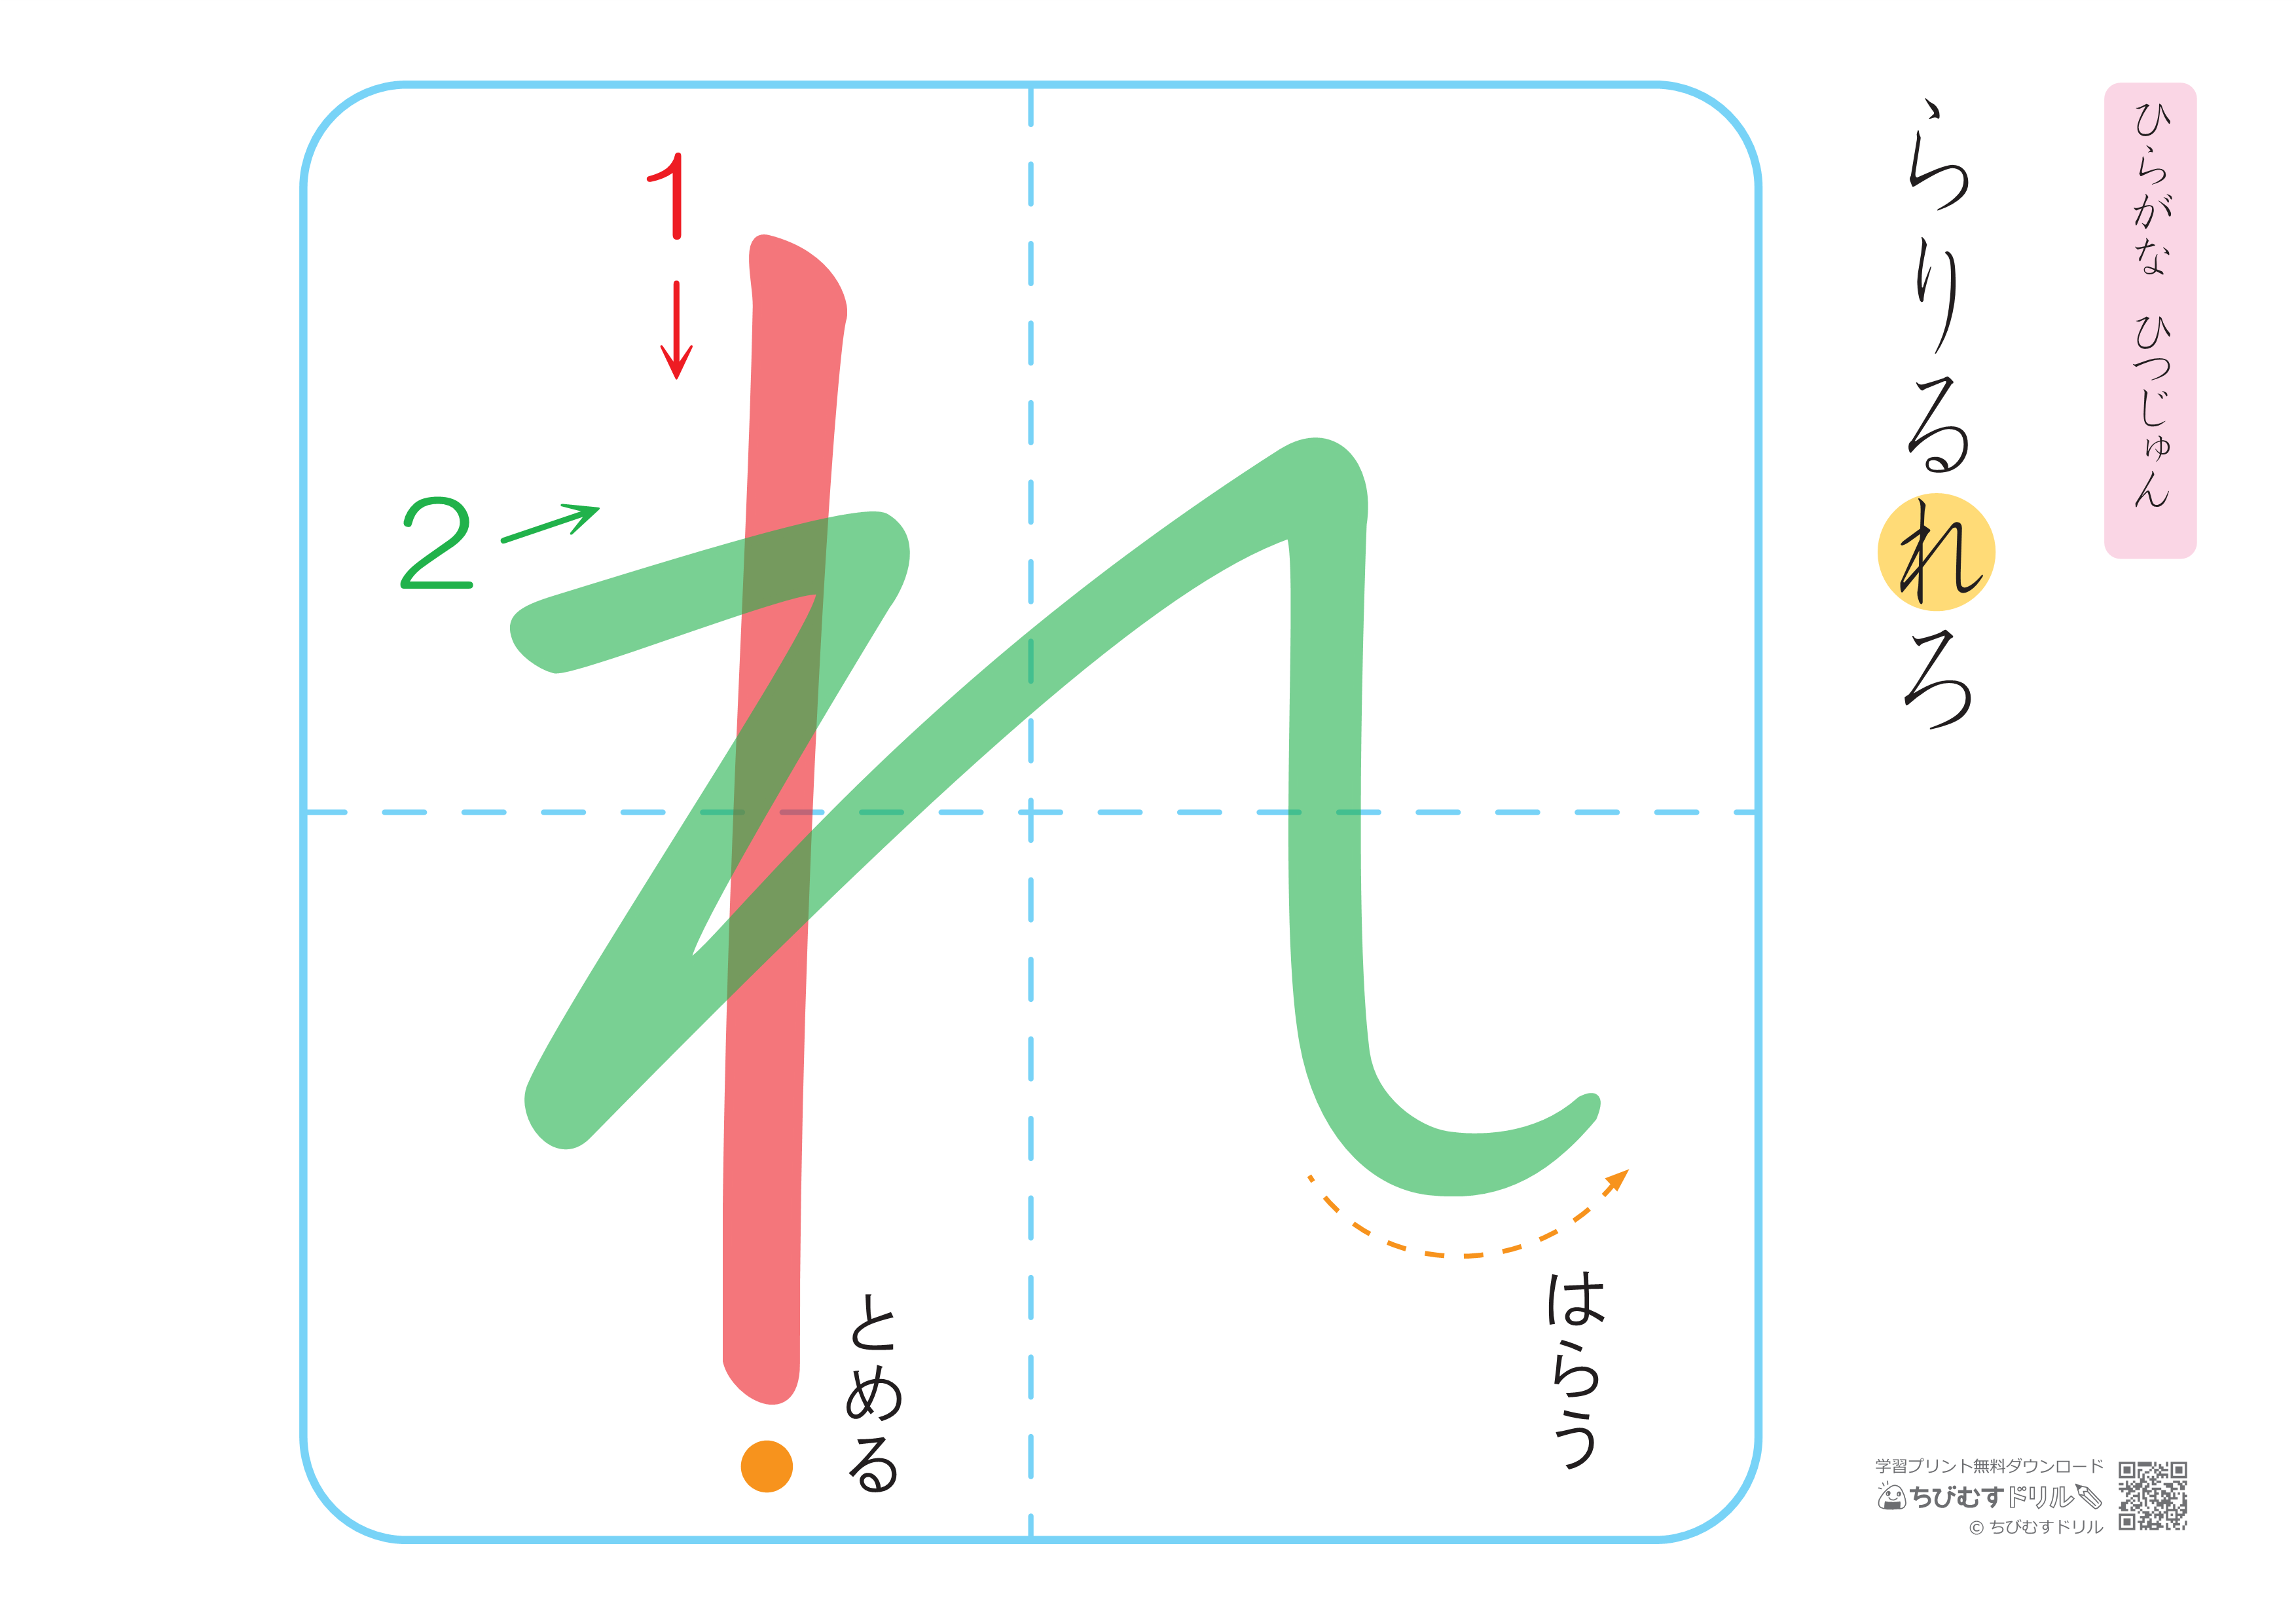 ひらがな ひつじゅん
らりるれろ
1
2
れ
とめる
はらう
学習プリント無料ダウンロード
ちびむすドリル
© ちびむすドリル